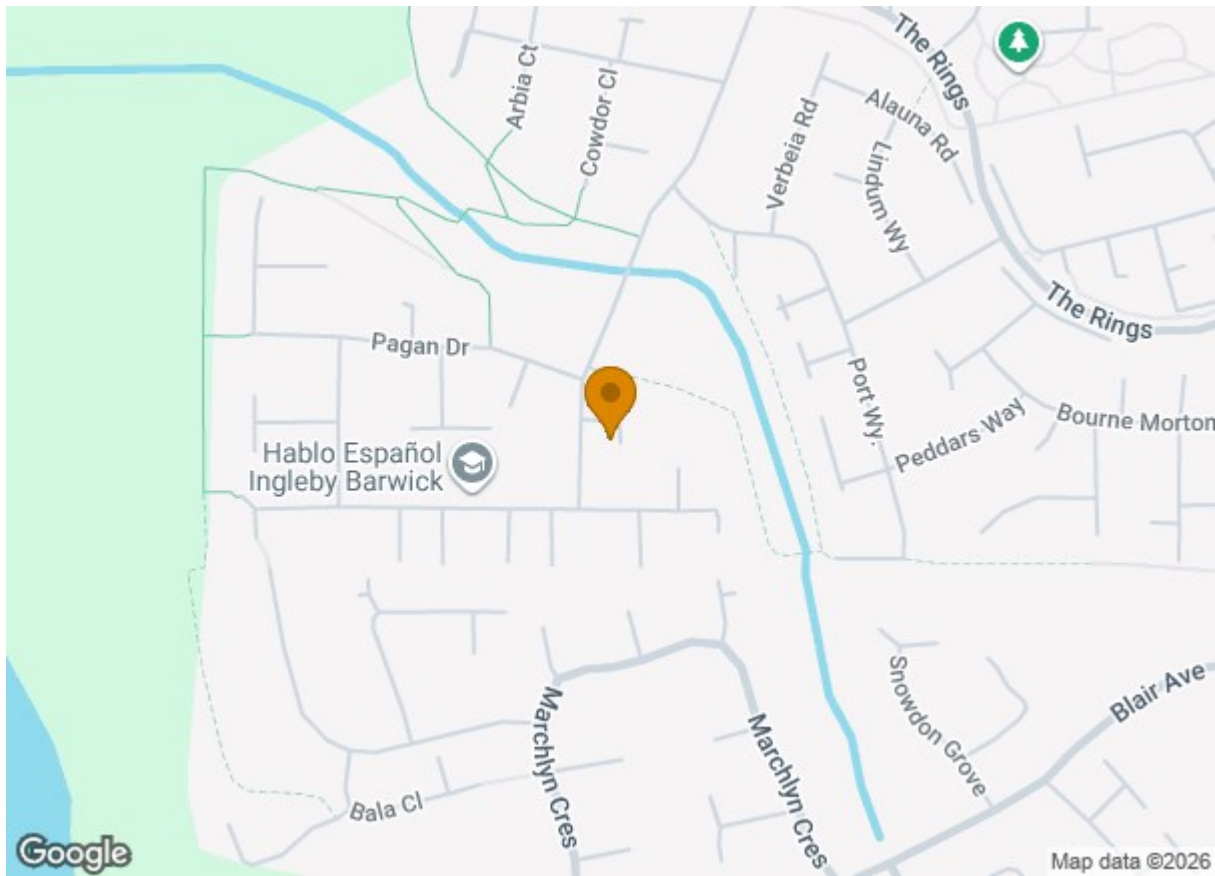 The Rings
Arbia Ct
Cowdor Cl
Alauna Rd
Verbeia Rd
Lindum Wy
The Rings
Pagan Dr
Port Wy.
Peddars Way
Bourne Morton
Hablo Español
Ingleby Barwick
Snowdon Grove
Blair Ave
Marchlyn Cres
Marchlyn Cres
Bala Cl
Google
Map data ©2026